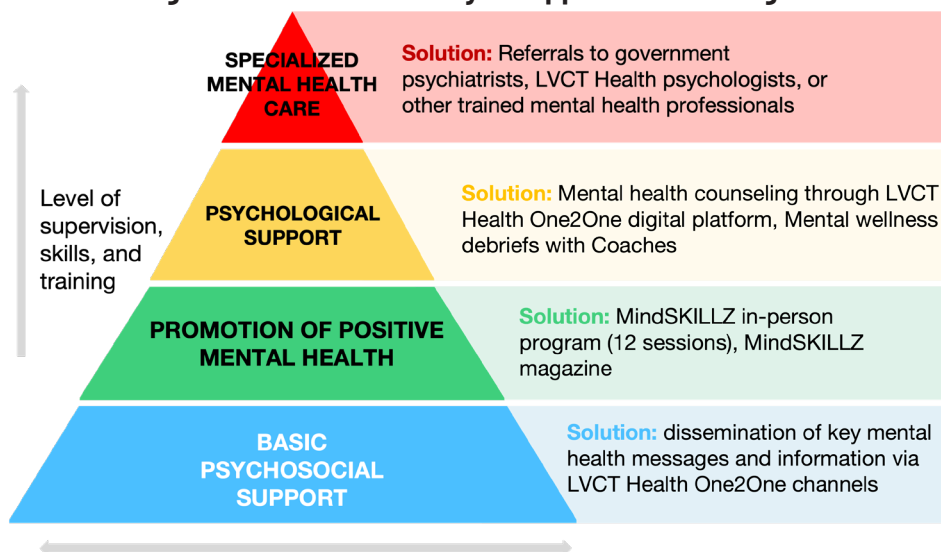 SPECIALIZED
MENTAL HEALTH
CARE
Solution: Referrals to government
psychiatrists, LVCT Health psychologists, or
other trained mental health professionals
Level of
supervision,
skills, and
training
PSYCHOLOGICAL
SUPPORT
Solution: Mental health counseling through LVCT
Health One2One digital platform, Mental wellness
debriefs with Coaches
PROMOTION OF POSITIVE
MENTAL HEALTH
Solution: MindSKILLZ in-person
program (12 sessions), MindSKILLZ
magazine
BASIC
PSYCHOSOCIAL
SUPPORT
Solution: dissemination of key mental
health messages and information via
LVCT Health One2One channels